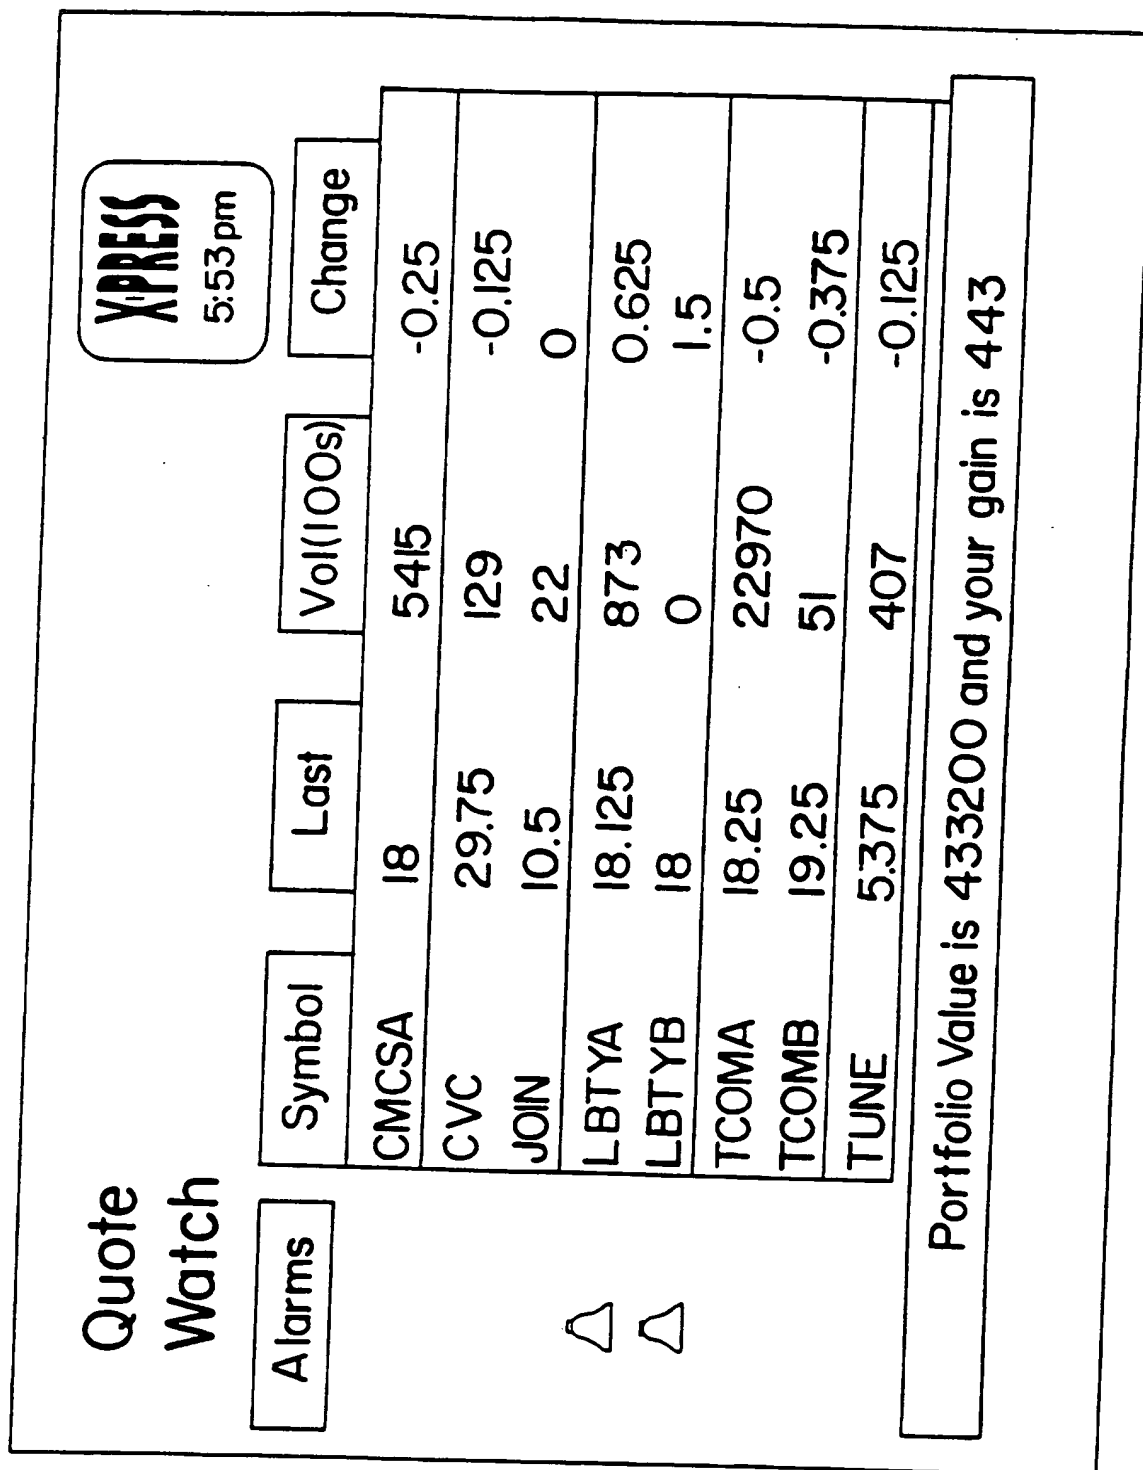 Quote
Watch
X·PRESS
5:53pm
Alarms Symbol Last Vol(100s) Change
CMCSA 18 5415 -0.25
CVC 29.75 129 -0.125
JOIN 10.5 22 0
LBTYA 18.125 873 0.625
LBTYB 18 0 1.5
TCOMA 18.25 22970 -0.5
TCOMB 19.25 51 -0.375
TUNE 5.375 407 -0.125
Portfolio Value is 433200 and your gain is 443